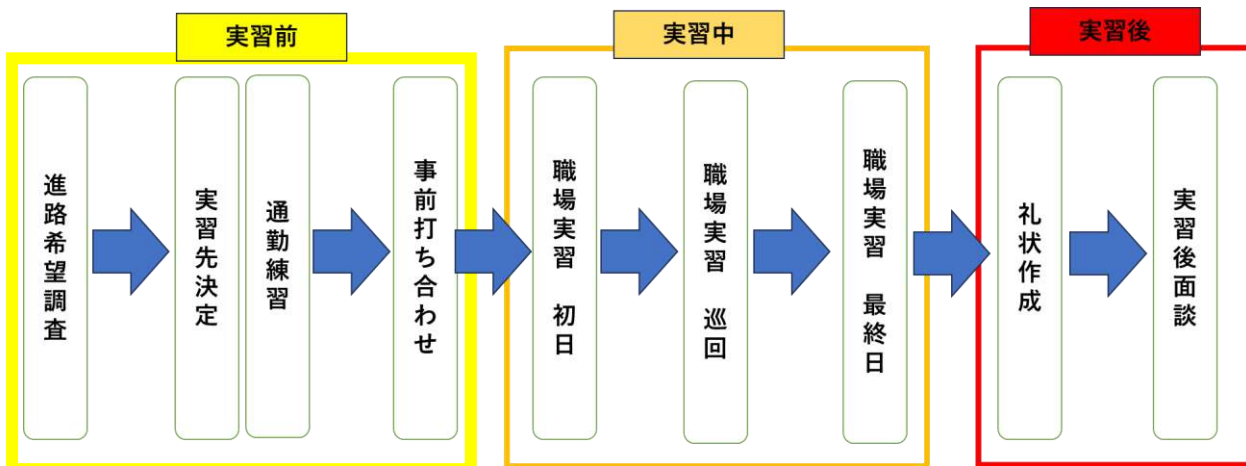 実習前
進路希望調査
実習先決定
通勤練習
事前打ち合わせ
実習中
職場実習　初日
職場実習　巡回
職場実習　最終日
実習後
礼状作成
実習後面談